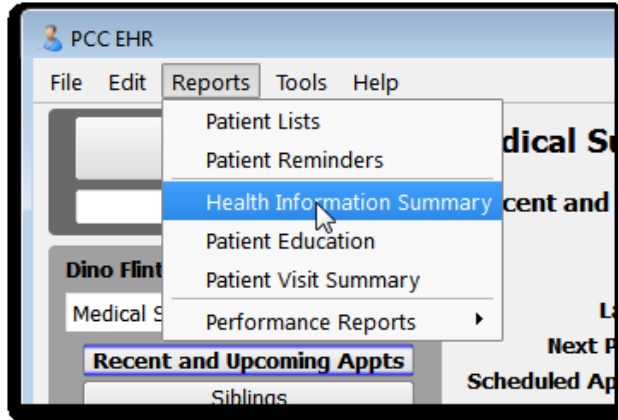 PCC EHR
File Edit Reports Tools Help
Patient Lists
Patient Reminders
Health Information Summary
Patient Education
Patient Visit Summary
Performance Reports
dical
cent and
Dino Flint
Medical S
Recent and Upcoming Appts
Siblings
Next P
Scheduled Ap